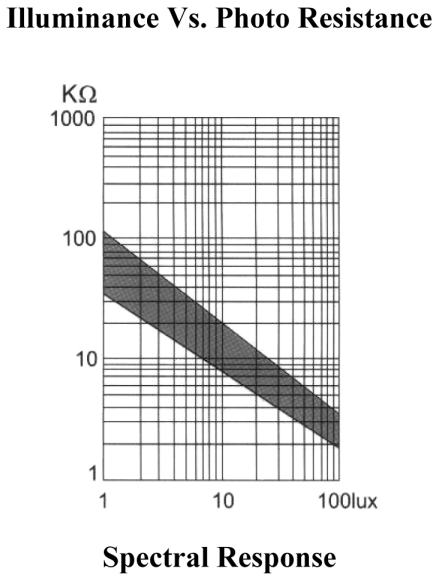 Illuminance Vs. Photo Resistance
KΩ
1000
100
10
1
1 10 100lux
Spectral Response